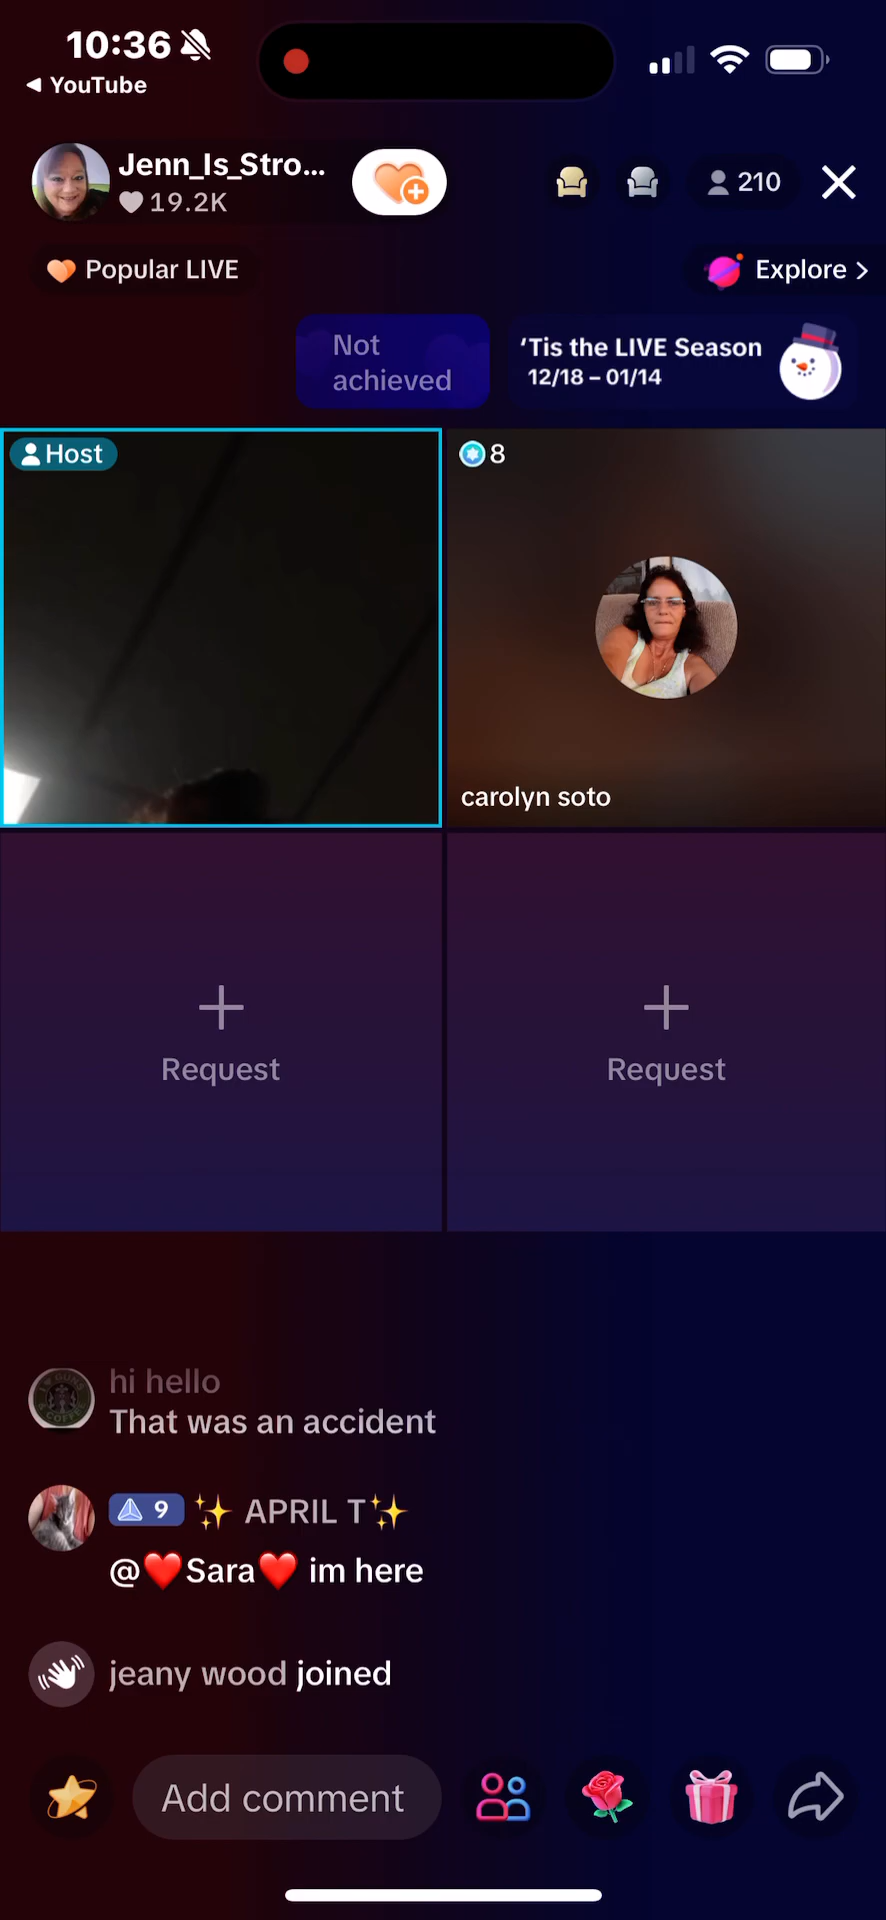 10:36
YouTube
Jenn_Is_Stro...
19.2K
210
Popular LIVE
Explore >
Not
achieved
‘Tis the LIVE Season
12/18 – 01/14
Host
8
carolyn soto
Request
Request
hi hello
That was an accident
9 ✨ APRIL T✨
@❤️Sara❤️ im here
jeany wood joined
Add comment